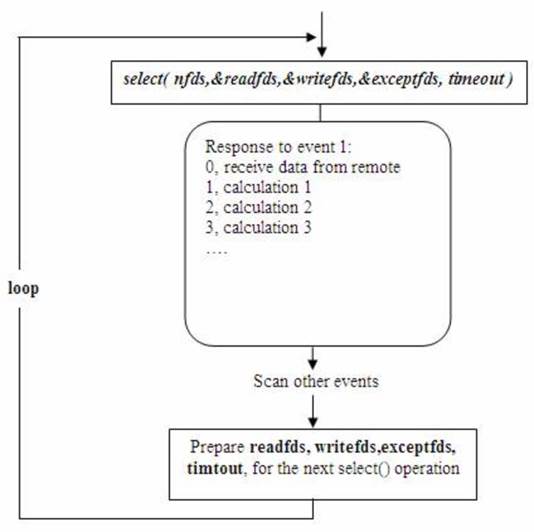 select( nfds,&readfds,&writefds,&exceptfds, timeout )
Response to event 1:
0, receive data from remote
1, calculation 1
2, calculation 2
3, calculation 3
....
loop
Scan other events
Prepare readfds, writefds,exceptfds,
timtout, for the next select() operation